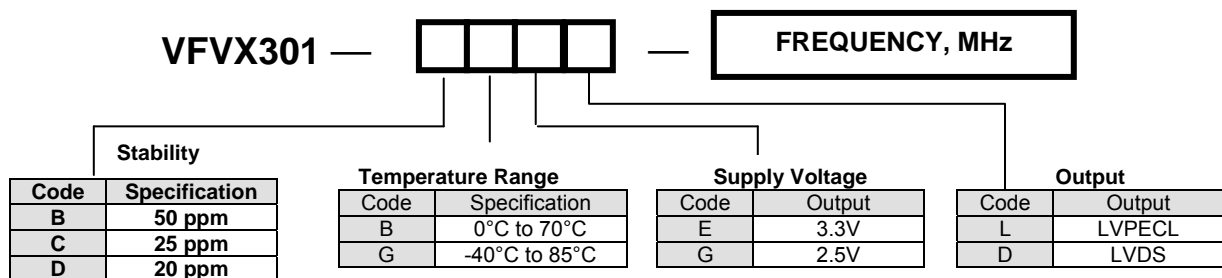 VFVX301 — — FREQUENCY, MHz
Stability
Code Specification
B 50 ppm
C 25 ppm
D 20 ppm
Temperature Range
Code Specification
B 0°C to 70°C
G -40°C to 85°C
Supply Voltage
Code Output
E 3.3V
G 2.5V
Output
Code Output
L LVPECL
D LVDS